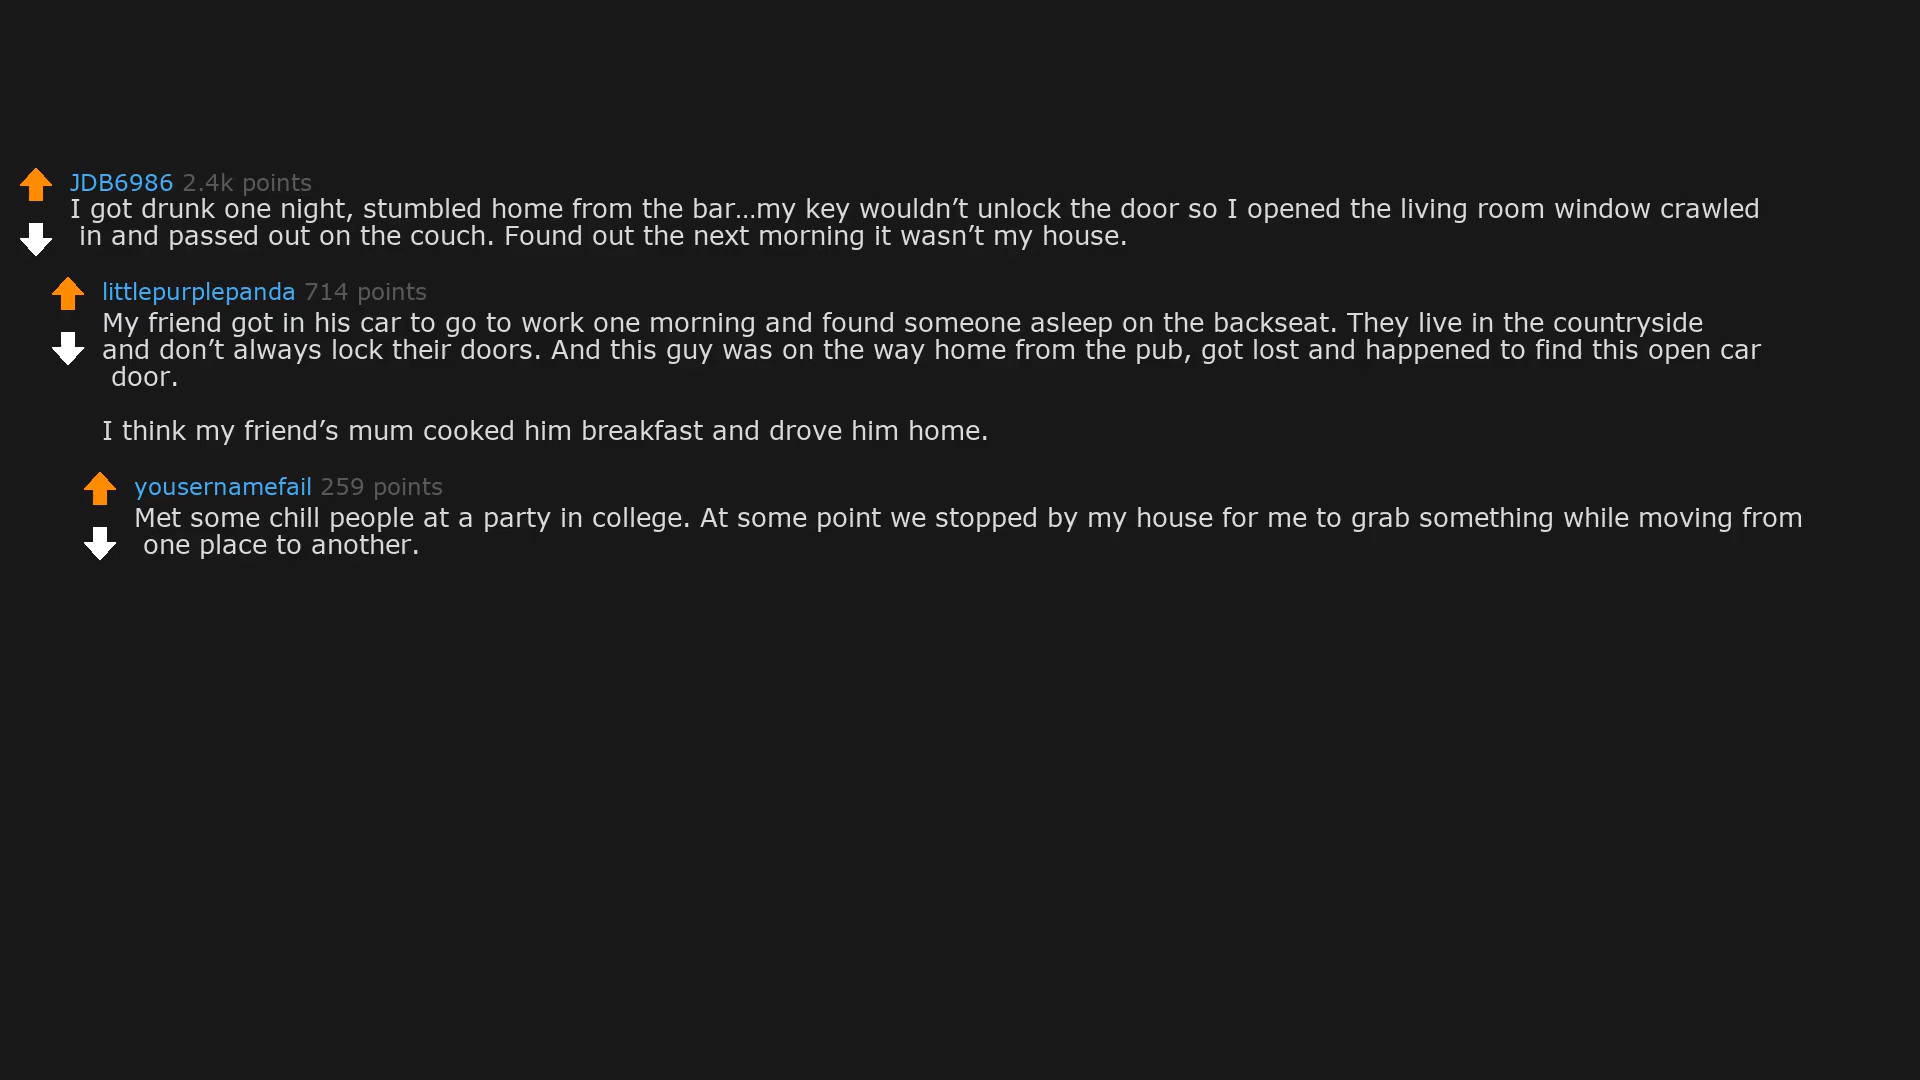 JDB6986 2.4k points
I got drunk one night, stumbled home from the bar…my key wouldn’t unlock the door so I opened the living room window crawled
in and passed out on the couch. Found out the next morning it wasn’t my house.
littlepurplepanda 714 points
My friend got in his car to go to work one morning and found someone asleep on the backseat. They live in the countryside
and don’t always lock their doors. And this guy was on the way home from the pub, got lost and happened to find this open car
door.
I think my friend’s mum cooked him breakfast and drove him home.
yousernamefail 259 points
Met some chill people at a party in college. At some point we stopped by my house for me to grab something while moving from
one place to another.